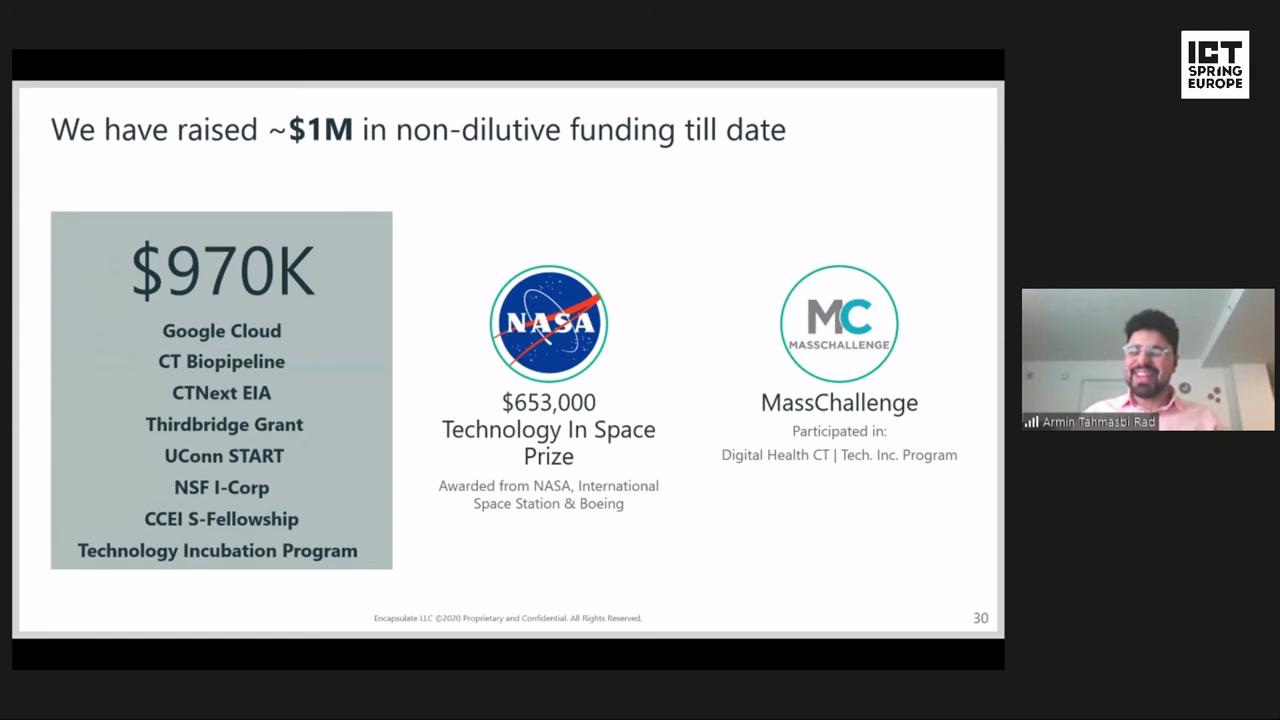 ICT
SPRING
EUROPE
We have raised ~$1M in non-dilutive funding till date
$970K
Google Cloud
CT Biopipeline
CTNext EIA
Thirdbridge Grant
UConn START
NSF I-Corp
CCEI S-Fellowship
Technology Incubation Program
NASA
$653,000
Technology In Space
Prize
Awarded from NASA, International
Space Station & Boeing
MC
MASSCHALLENGE
MassChallenge
Participated in:
Digital Health CT | Tech. Inc. Program
Armin Tahmasbi Rad
Encapsulate LLC ©2020 Proprietary and Confidential. All Rights Reserved.
30